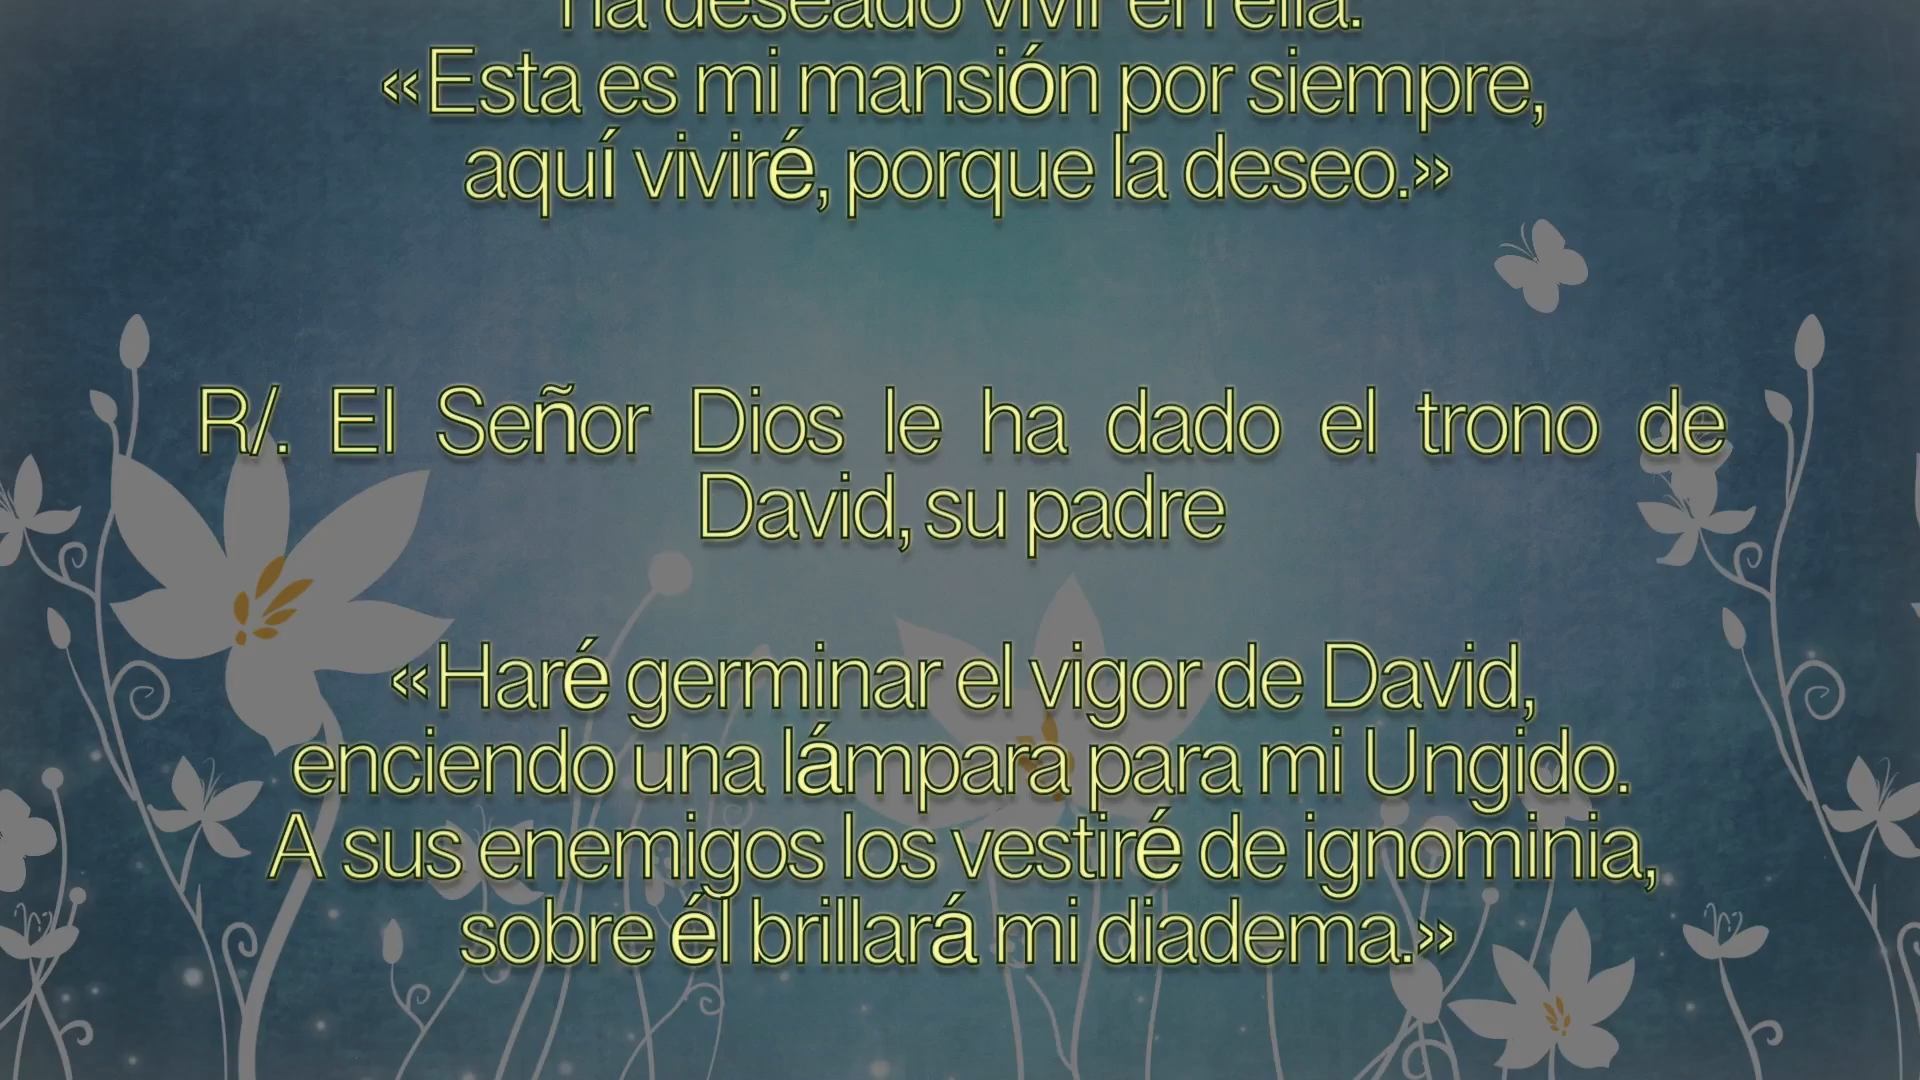 ha deseado vivir en ella:
«Esta es mi mansión por siempre,
aquí viviré, porque la deseo.»
R/. El Señor Dios le ha dado el trono de
David, su padre
«Haré germinar el vigor de David,
enciendo una lámpara para mi Ungido.
A sus enemigos los vestiré de ignominia,
sobre él brillará mi diadema.»